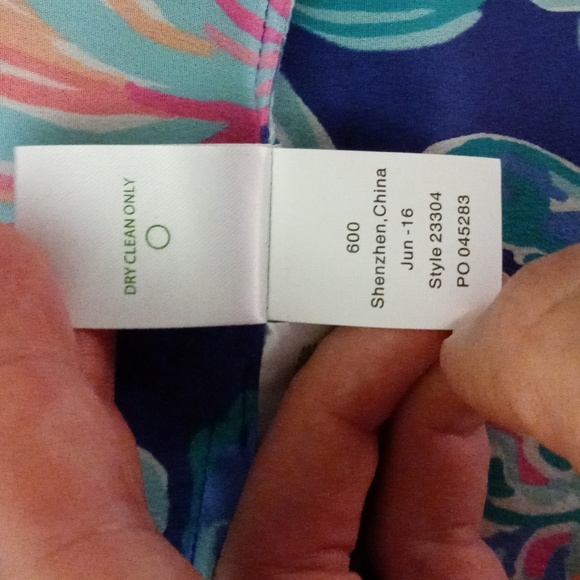 DRY CLEAN ONLY
600
Shenzhen,China
Jun -16
Style 23304
PO 045283